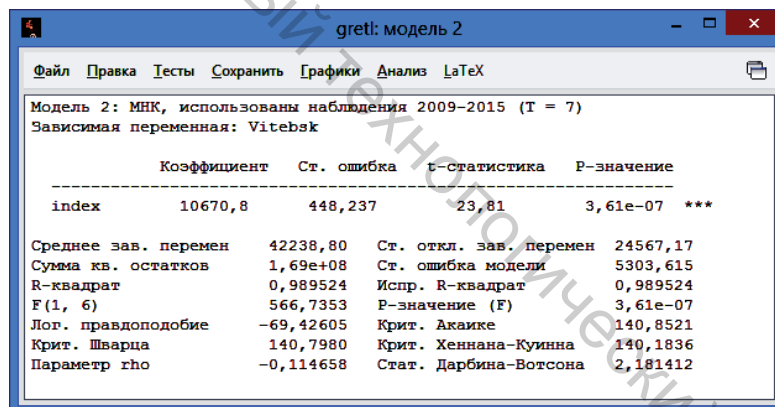 gretl: модель 2
Файл Правка Тесты Сохранить Графики Анализ LaTeX
Модель 2: МНК, использованы наблюдения 2009-2015 (T = 7)
Зависимая переменная: Vitebsk
Коэффициент Ст. ошибка t-статистика P-значение
index 10670,8 448,237 23,81 3,61e-07 ***
Среднее зав. перемен 42238,80 Ст. откл. зав. перемен 24567,17
Сумма кв. остатков 1,69e+08 Ст. ошибка модели 5303,615
R-квадрат 0,989524 Испр. R-квадрат 0,989524
F(1, 6) 566,7353 P-значение (F) 3,61e-07
Лог. правдоподобие -69,42605 Крит. Акаике 140,8521
Крит. Шварца 140,7980 Крит. Хеннана-Куинна 140,1836
Параметр rho -0,114658 Стат. Дарбина-Вотсона 2,181412
ый технологический